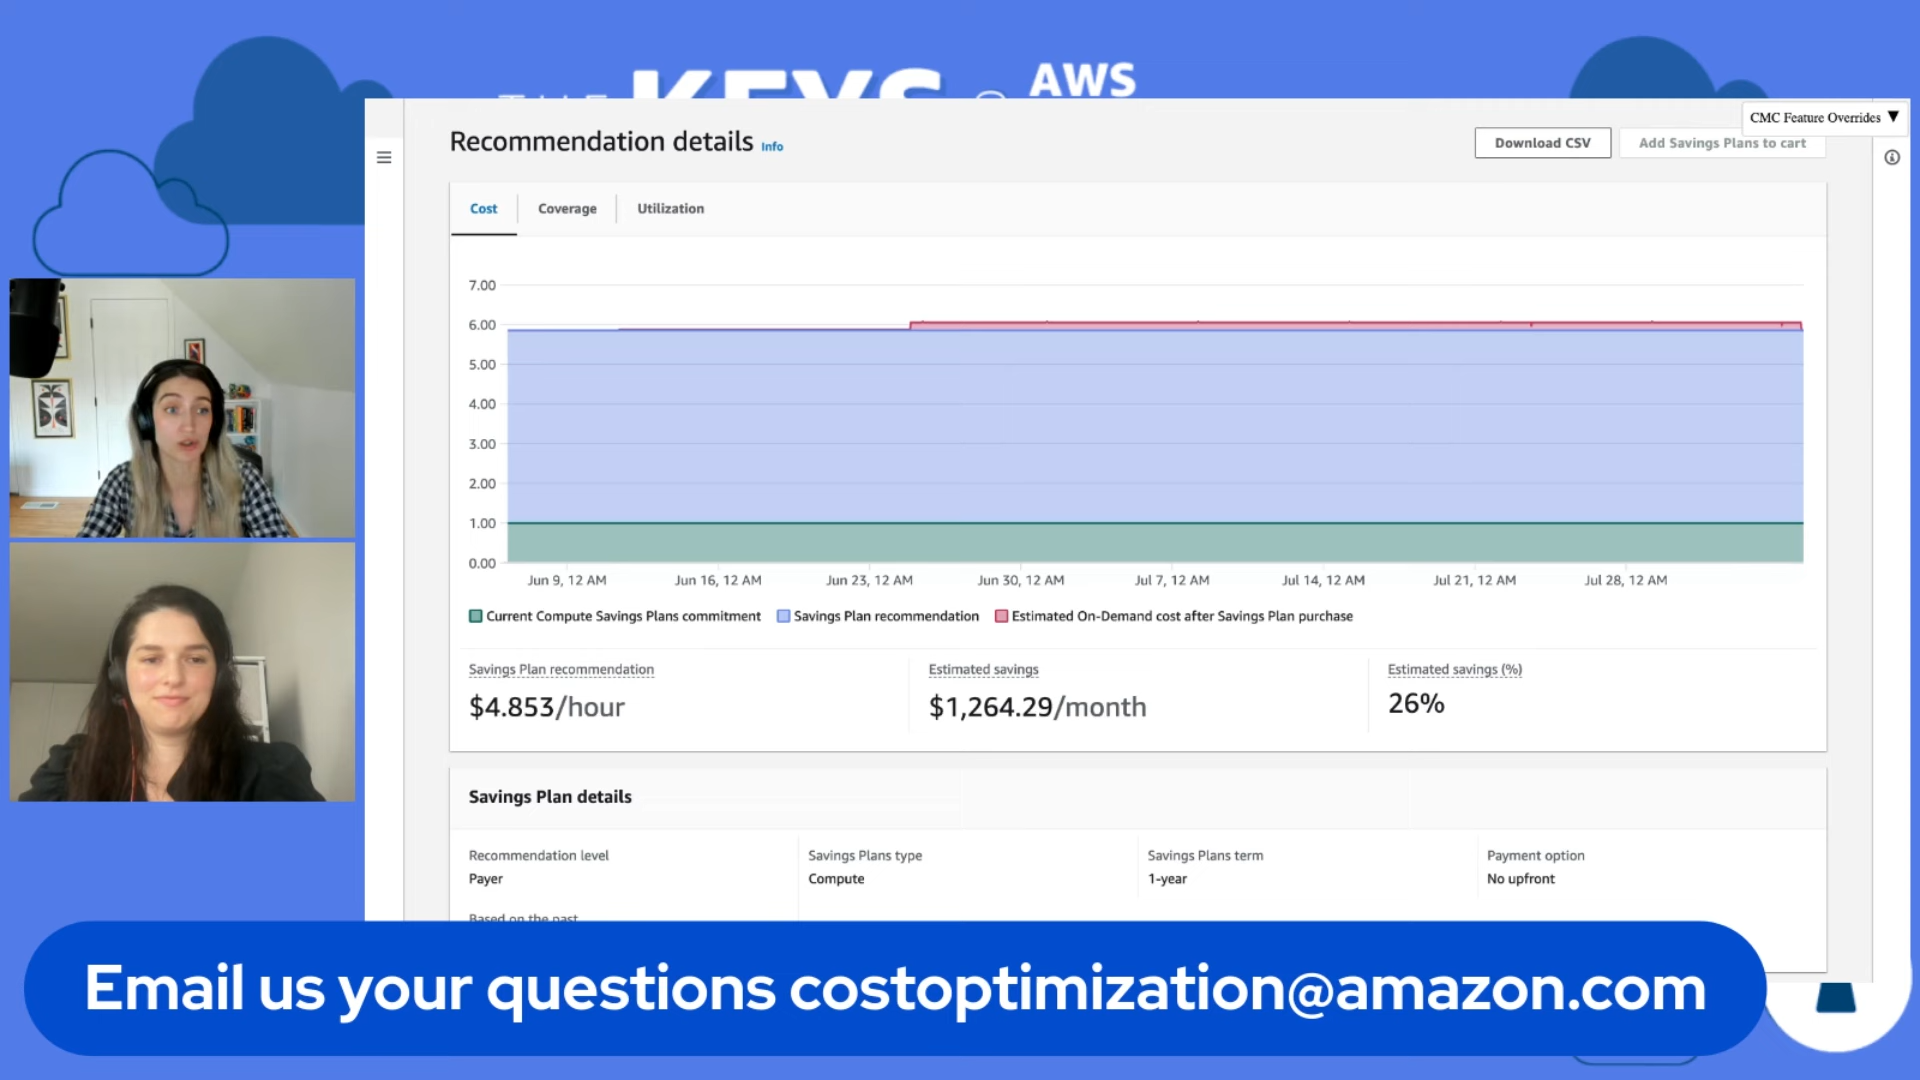 THE KEYS
AWS
CMC Feature Overrides ▼
Recommendation details Info
Download CSV
Add Savings Plans to cart
Cost
Coverage
Utilization
7.00
6.00
5.00
4.00
3.00
2.00
1.00
0.00
Jun 9, 12 AM
Jun 16, 12 AM
Jun 23, 12 AM
Jun 30, 12 AM
Jul 7, 12 AM
Jul 14, 12 AM
Jul 21, 12 AM
Jul 28, 12 AM
Current Compute Savings Plans commitment
Savings Plan recommendation
Estimated On-Demand cost after Savings Plan purchase
Savings Plan recommendation
$4.853/hour
Estimated savings
$1,264.29/month
Estimated savings (%)
26%
Savings Plan details
Recommendation level
Payer
Savings Plans type
Compute
Savings Plans term
1-year
Payment option
No upfront
Based on the past
Email us your questions costoptimization@amazon.com